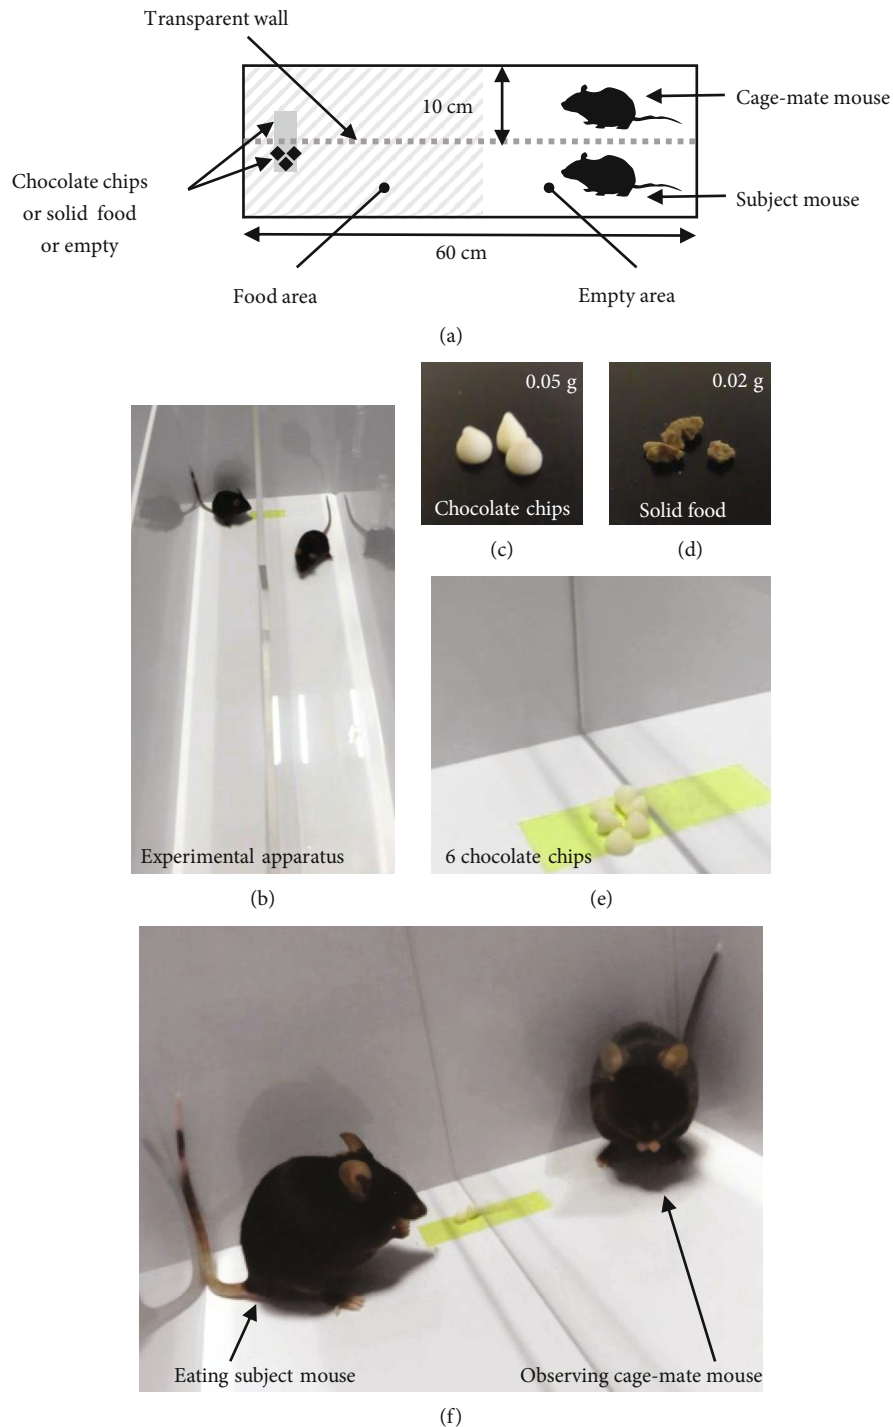 Transparent wall
10 cm
Cage-mate mouse
Chocolate chips
or solid food
or empty
Subject mouse
60 cm
Food area
Empty area
(a)
0.05 g
Chocolate chips
(c)
0.02 g
Solid food
(d)
Experimental apparatus
(b)
6 chocolate chips
(e)
Eating subject mouse
Observing cage-mate mouse
(f)